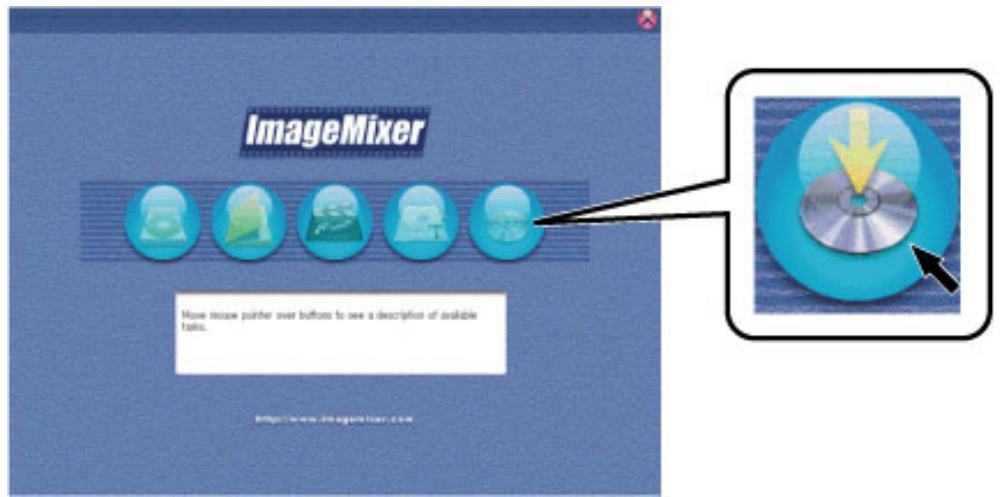 ImageMixer
Move mouse pointer over buttons to see a description of available
tasks.
http://www.imagemixer.com